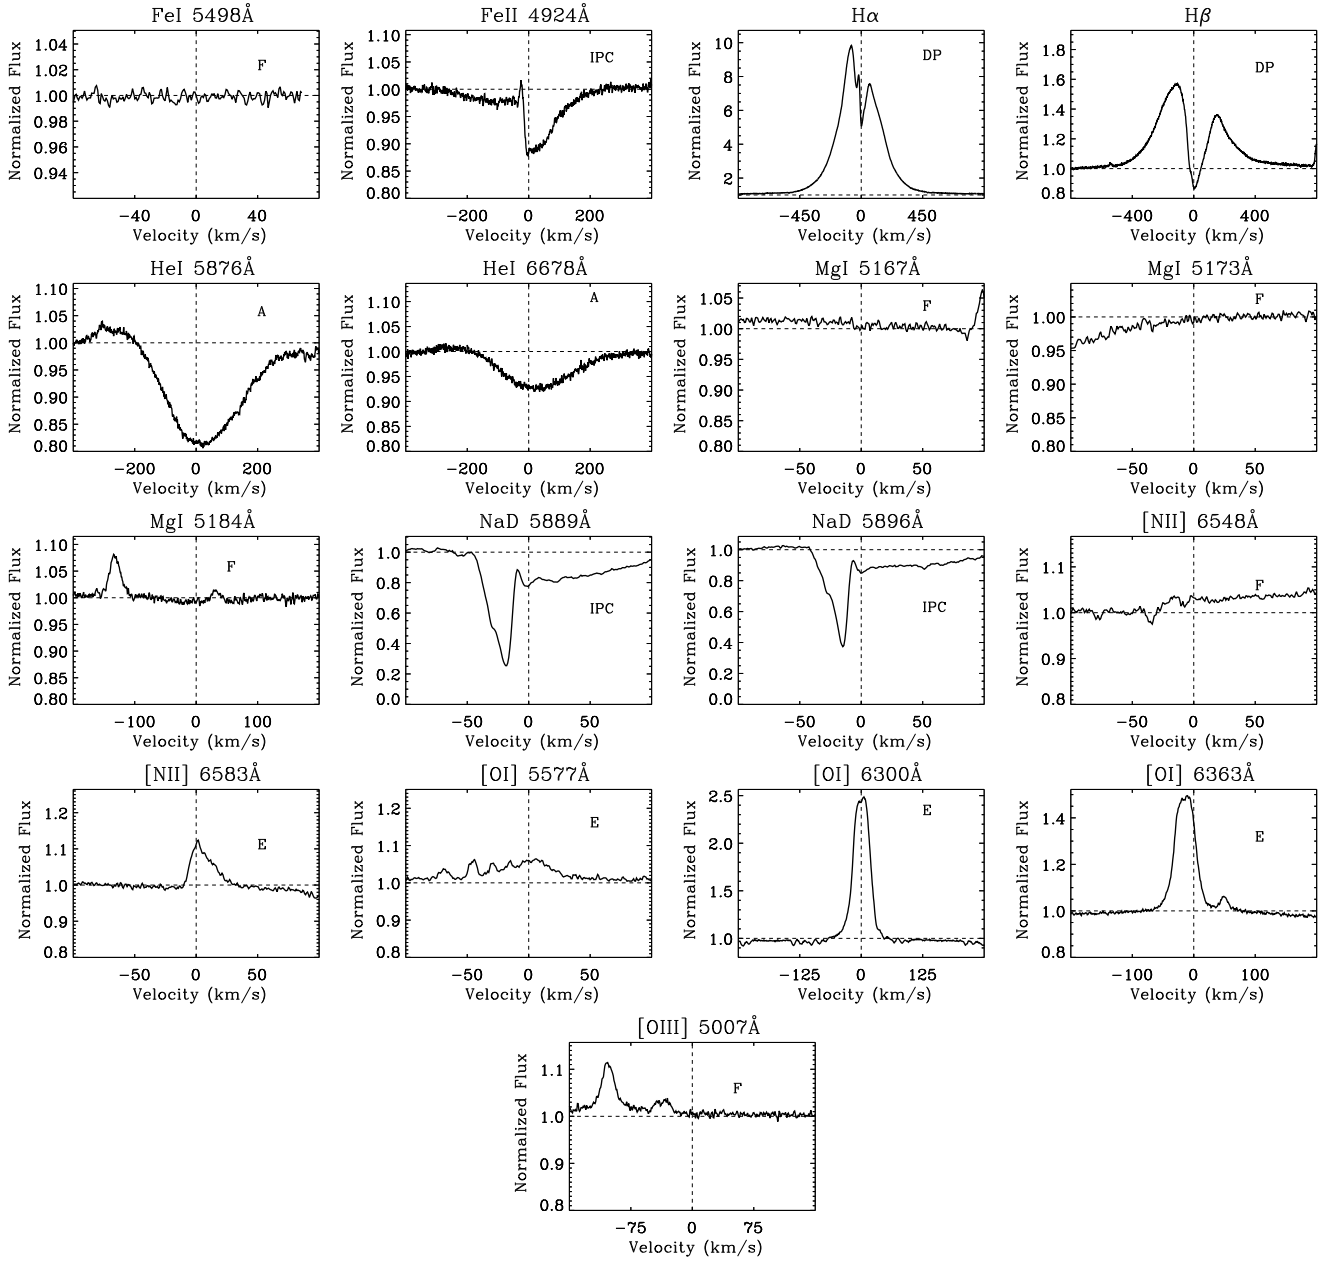 FeI 5498Å
Normalized Flux
1.04
1.02
1.00
0.98
0.96
0.94
F
−40 0 40
Velocity (km/s)
FeII 4924Å
Normalized Flux
1.10
1.05
1.00
0.95
0.90
0.85
0.80
IPC
−200 0 200
Velocity (km/s)
Hα
Normalized Flux
10
8
6
4
2
DP
−450 0 450
Velocity (km/s)
Hβ
Normalized Flux
1.8
1.6
1.4
1.2
1.0
0.8
DP
−400 0 400
Velocity (km/s)
HeI 5876Å
Normalized Flux
1.10
1.05
1.00
0.95
0.90
0.85
0.80
A
−200 0 200
Velocity (km/s)
HeI 6678Å
Normalized Flux
1.10
1.05
1.00
0.95
0.90
0.85
0.80
A
−200 0 200
Velocity (km/s)
MgI 5167Å
Normalized Flux
1.05
1.00
0.95
0.90
0.85
0.80
F
−50 0 50
Velocity (km/s)
MgI 5173Å
Normalized Flux
1.00
0.95
0.90
0.85
0.80
F
−50 0 50
Velocity (km/s)
MgI 5184Å
Normalized Flux
1.10
1.05
1.00
0.95
0.90
0.85
0.80
F
−100 0 100
Velocity (km/s)
NaD 5889Å
Normalized Flux
1.0
0.8
0.6
0.4
0.2
0.0
IPC
−50 0 50
Velocity (km/s)
NaD 5896Å
Normalized Flux
1.0
0.8
0.6
0.4
0.2
0.0
IPC
−50 0 50
Velocity (km/s)
[NII] 6548Å
Normalized Flux
1.1
1.0
0.9
0.8
F
−50 0 50
Velocity (km/s)
[NII] 6583Å
Normalized Flux
1.2
1.1
1.0
0.9
0.8
E
−50 0 50
Velocity (km/s)
[OI] 5577Å
Normalized Flux
1.2
1.1
1.0
0.9
0.8
E
−50 0 50
Velocity (km/s)
[OI] 6300Å
Normalized Flux
2.5
2.0
1.5
1.0
E
−125 0 125
Velocity (km/s)
[OI] 6363Å
Normalized Flux
1.4
1.2
1.0
0.8
E
−100 0 100
Velocity (km/s)
[OIII] 5007Å
Normalized Flux
1.1
1.0
0.9
0.8
F
−75 0 75
Velocity (km/s)